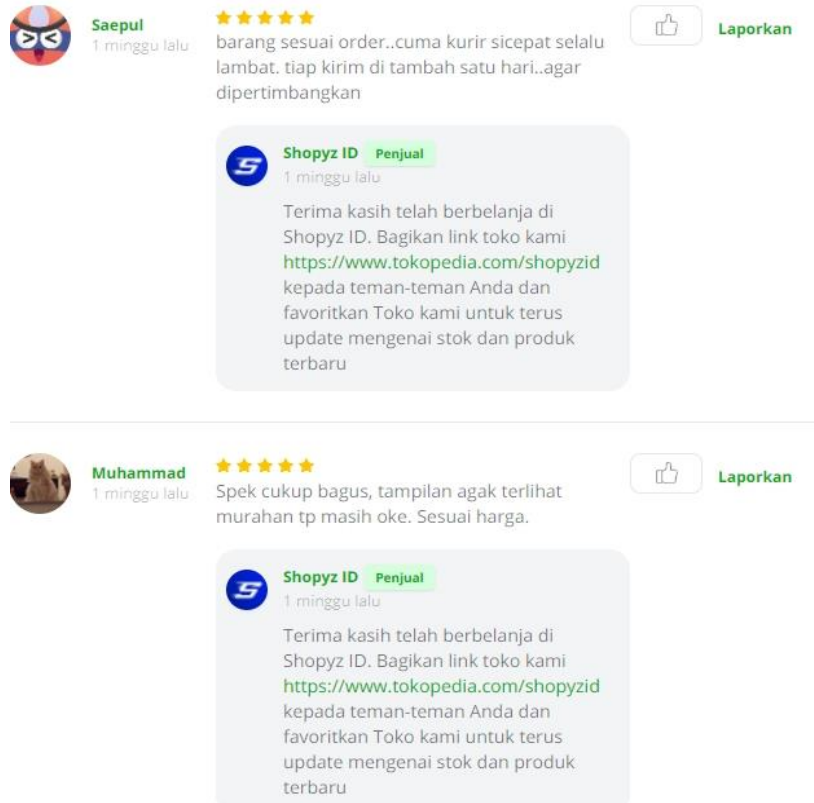 Saepul
1 minggu lalu
barang sesuai order..cuma kurir sicepat selalu
lambat. tiap kirim di tambah satu hari..agar
dipertimbangkan
Laporkan
Shopyz ID Penjual
1 minggu lalu
Terima kasih telah berbelanja di
Shopyz ID. Bagikan link toko kami
https://www.tokopedia.com/shopyzid
kepada teman-teman Anda dan
favoritkan Toko kami untuk terus
update mengenai stok dan produk
terbaru
Muhammad
1 minggu lalu
Spek cukup bagus, tampilan agak terlihat
murahan tp masih oke. Sesuai harga.
Laporkan
Shopyz ID Penjual
1 minggu lalu
Terima kasih telah berbelanja di
Shopyz ID. Bagikan link toko kami
https://www.tokopedia.com/shopyzid
kepada teman-teman Anda dan
favoritkan Toko kami untuk terus
update mengenai stok dan produk
terbaru